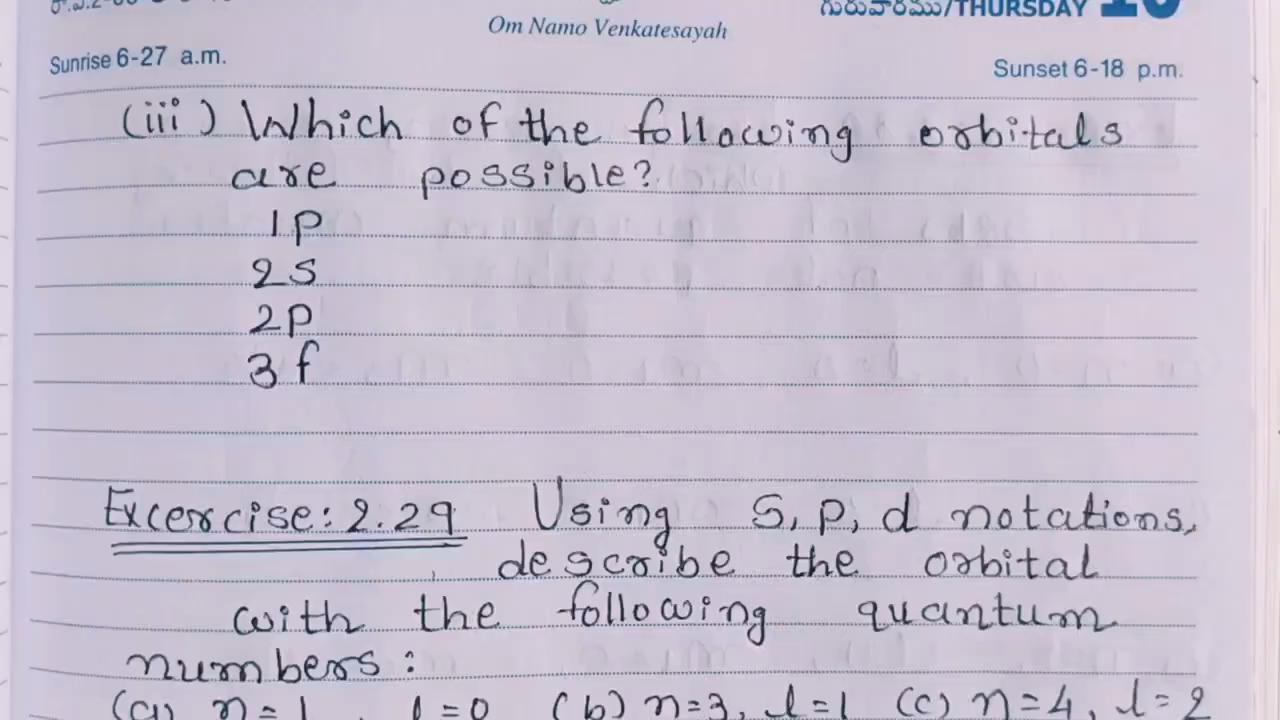 గురువారము/THURSDAY
Om Namo Venkatesayah
Sunrise 6-27 a.m.
Sunset 6-18 p.m.
(iii) Which of the following orbitals
are possible?
1p
2s
2p
3f
Excercise: 2.29 Using s, p, d notations,
describe the orbital
with the following quantum
numbers:
(a) n=1, l=0 (b) n=3, l=1 (c) n=4, l=2